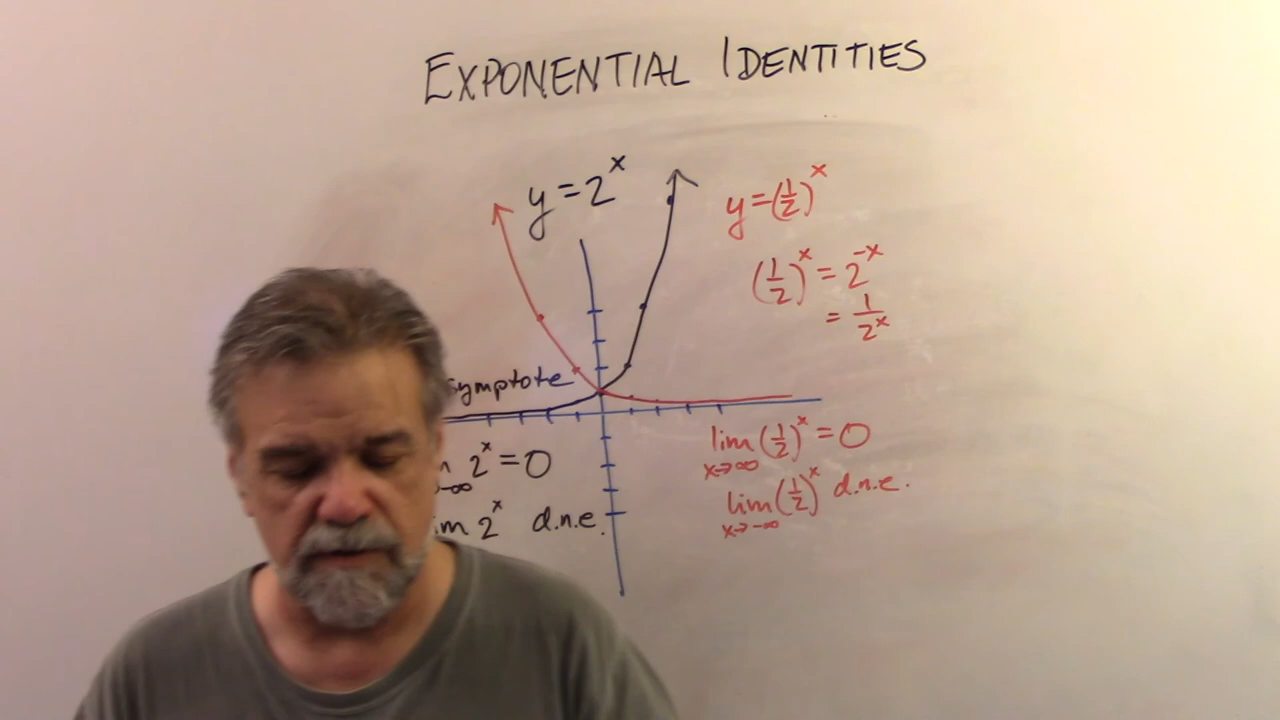 EXPONENTIAL IDENTITIES
y = 2^x
y = (1/2)^x
(1/2)^x = 2^-x
= 1/2^x
lim (1/2)^x = 0
x→∞
2^x = 0
lim (1/2)^x d.n.e.
x→-∞
2^x d.n.e.